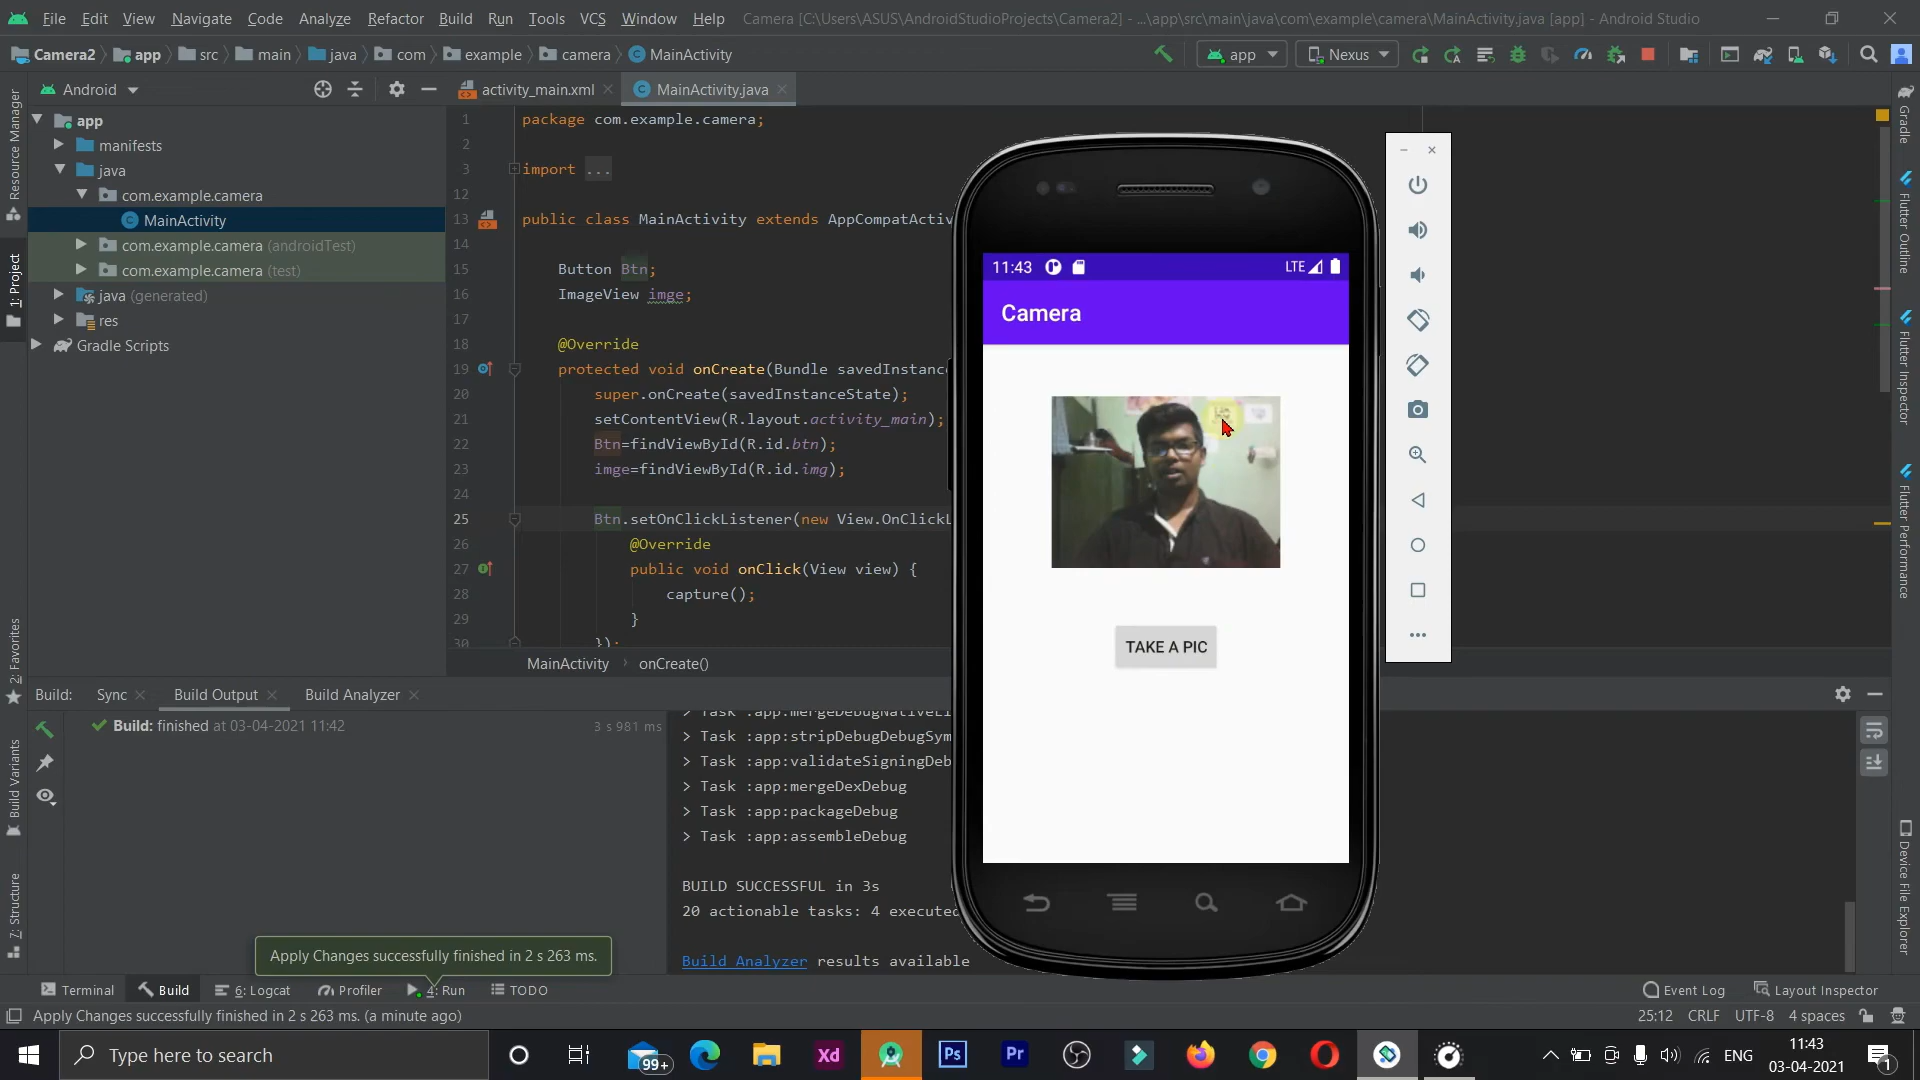 File Edit View Navigate Code Analyze Refactor Build Run Tools VCS Window Help Camera [C:\Users\ASUS\AndroidStudioProjects\Camera2] - ...\app\src\main\java\com\example\camera\MainActivity.java [app] - Android Studio
Camera2 app src main java com example camera MainActivity app Nexus
Android activity_main.xml MainActivity.java
app
manifests
java
com.example.camera
MainActivity
com.example.camera (androidTest)
com.example.camera (test)
java (generated)
res
Gradle Scripts
Resource Manager
1: Project
2: Favorites
Build Variants
7: Structure
1 package com.example.camera;
2
3 import ...
12
13 public class MainActivity extends AppCompatActiv
14
15 Button Btn;
16 ImageView imge;
17
18 @Override
19 protected void onCreate(Bundle savedInstanc
20 super.onCreate(savedInstanceState);
21 setContentView(R.layout.activity_main);
22 Btn=findViewById(R.id.btn);
23 imge=findViewById(R.id.img);
24
25 Btn.setOnClickListener(new View.OnClickL
26 @Override
27 public void onClick(View view) {
28 capture();
29 }
30 });
MainActivity › onCreate()
11:43 LTE
Camera
TAKE A PIC
Gradle
Flutter Outline
Flutter Inspector
Flutter Performance
Device File Explorer
Build: Sync Build Output Build Analyzer
Build: finished at 03-04-2021 11:42 3 s 981 ms
> Task :app:mergeDebugNativeLi
> Task :app:stripDebugDebugSym
> Task :app:validateSigningDeb
> Task :app:mergeDexDebug
> Task :app:packageDebug
> Task :app:assembleDebug
BUILD SUCCESSFUL in 3s
20 actionable tasks: 4 executed
Build Analyzer results available
Apply Changes successfully finished in 2 s 263 ms.
Terminal Build 6: Logcat Profiler 4: Run TODO Event Log Layout Inspector
Apply Changes successfully finished in 2 s 263 ms. (a minute ago) 25:12 CRLF UTF-8 4 spaces
Type here to search 99+ Xd Ps Pr ENG 11:43
03-04-2021
1